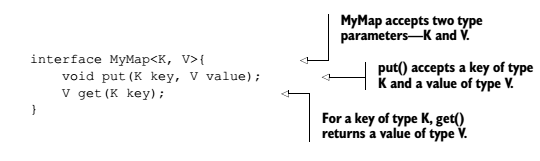 MyMap accepts two type
parameters—K and V.
interface MyMap<K, V>{
void put(K key, V value);
put() accepts a key of type
K and a value of type V.
V get(K key);
}
For a key of type K, get()
returns a value of type V.